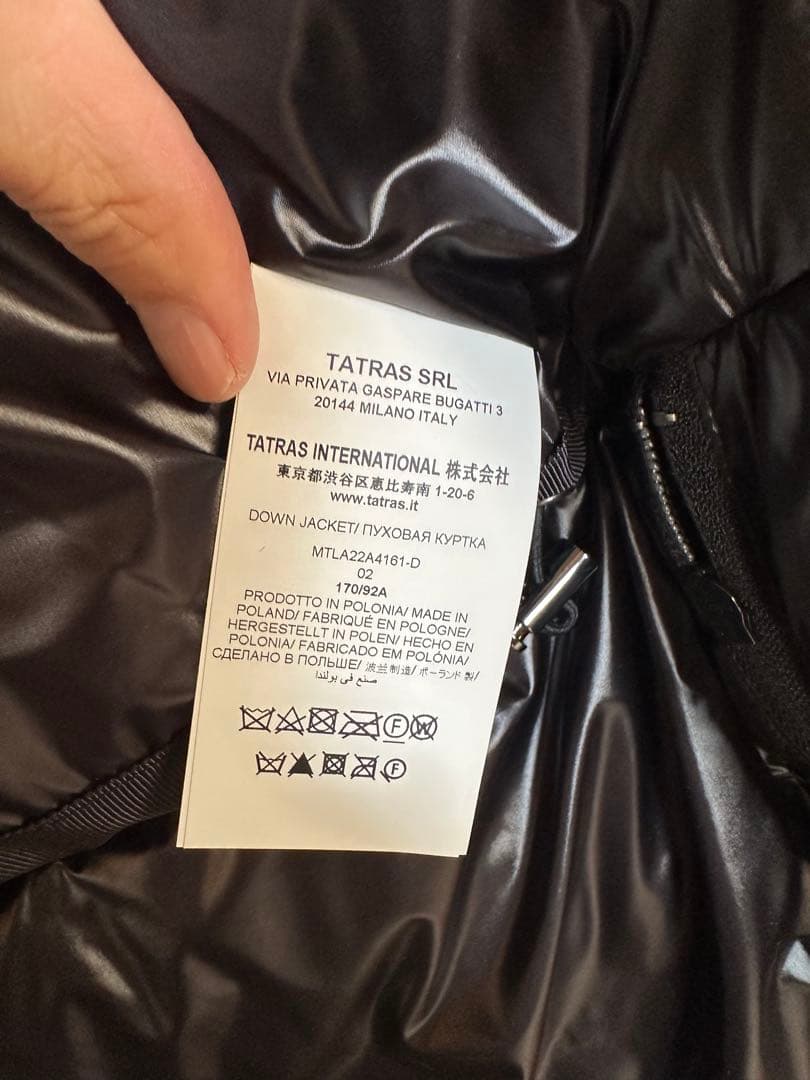 TATRAS SRL
VIA PRIVATA GASPARE BUGATTI 3
20144 MILANO ITALY
TATRAS INTERNATIONAL 株式会社
東京都渋谷区恵比寿南 1-20-6
www.tatras.it
DOWN JACKET/ ПУХОВАЯ КУРТКА
MTLA22A4161-D
02
170/92A
PRODOTTO IN POLONIA/ MADE IN
POLAND/ FABRIQUÉ EN POLOGNE/
HERGESTELLT IN POLEN/ HECHO EN
POLONIA/ FABRICADO EM POLÓNIA/
СДЕЛАНО В ПОЛЬШЕ/ 波兰制造/ ポーランド 製/
صنع في بولندا
F W
F